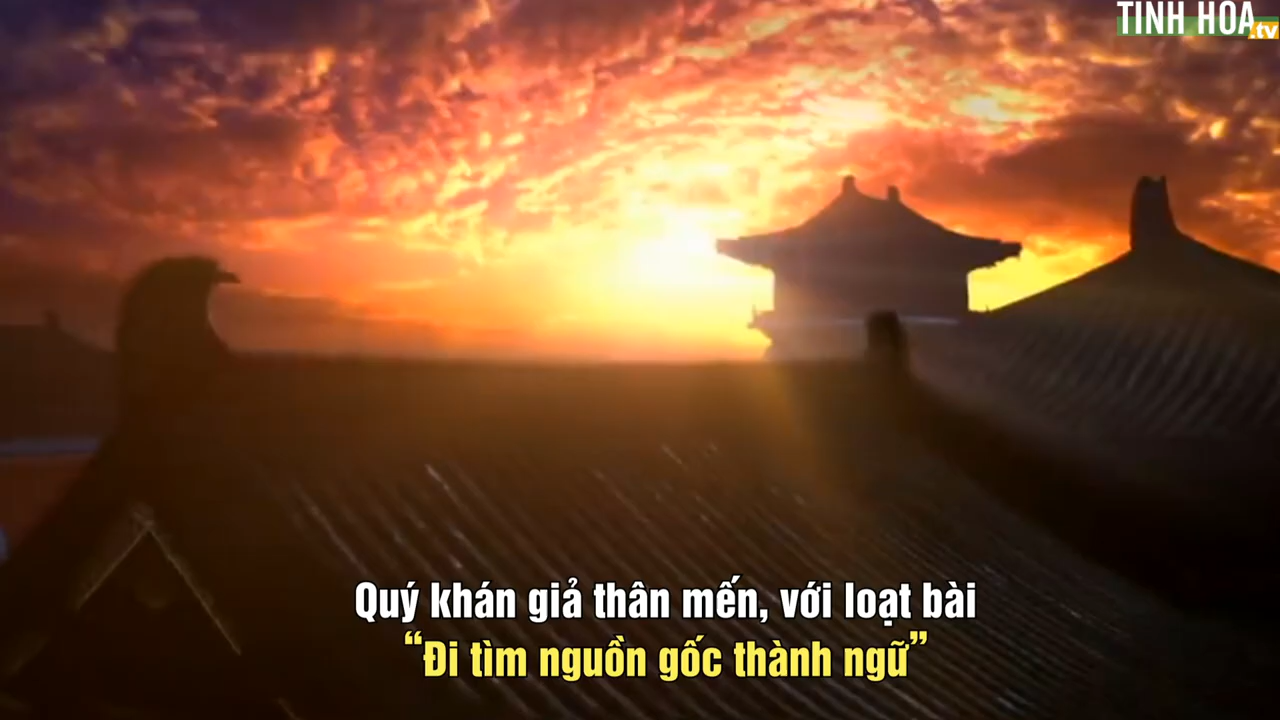 TINH HOA
.tv
Quý khán giả thân mến, với loạt bài
“Đi tìm nguồn gốc thành ngữ”